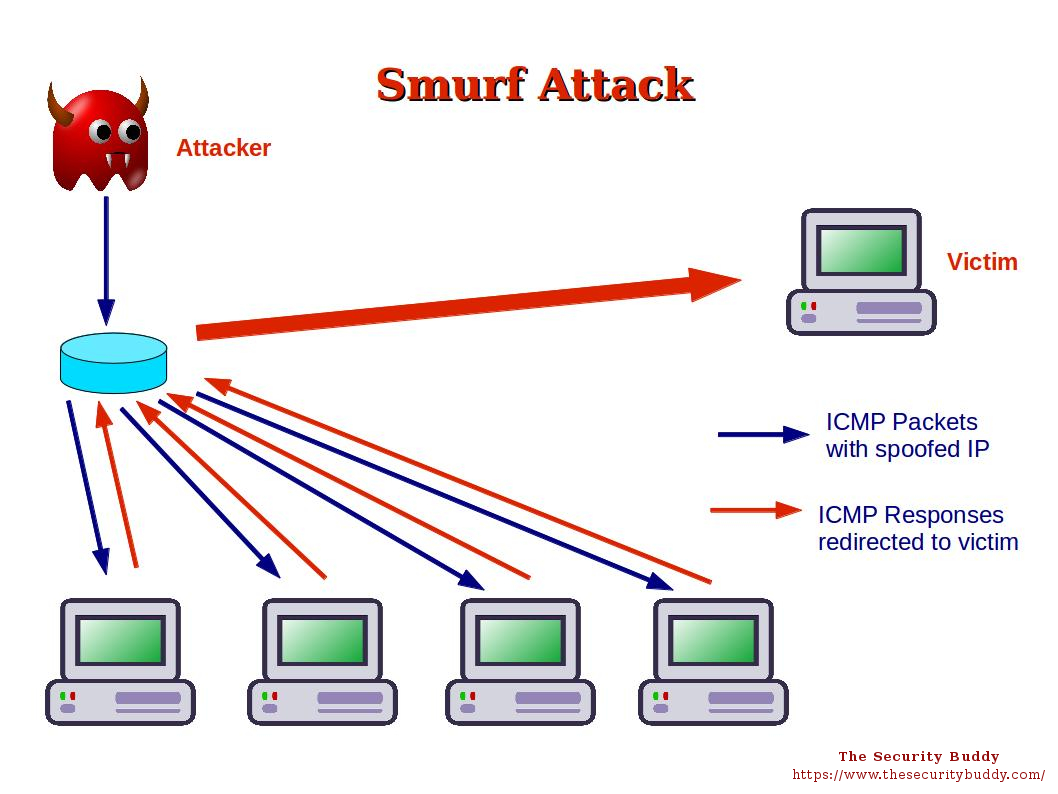 Smurf Attack
Attacker
Victim
ICMP Packets
with spoofed IP
ICMP Responses
redirected to victim
The Security Buddy
https://www.thesecuritybuddy.com/